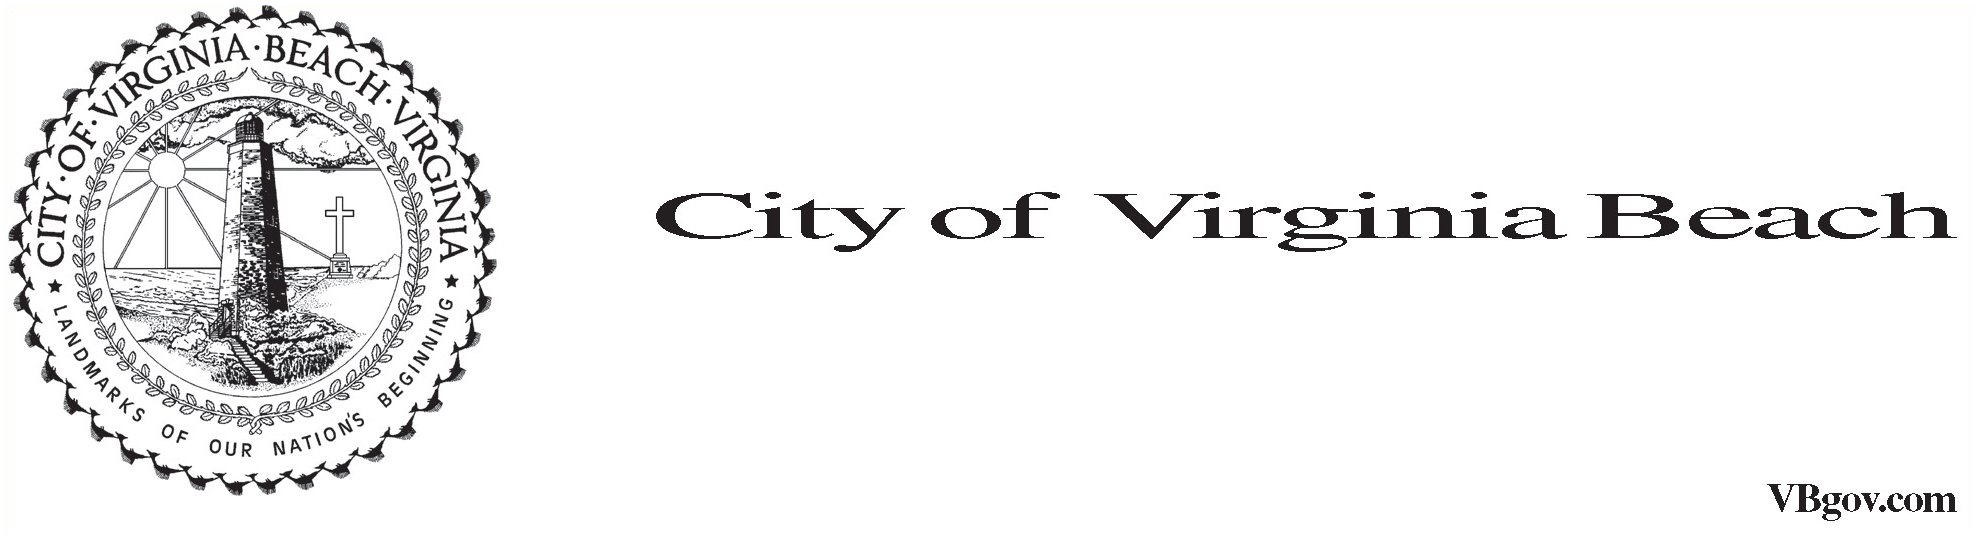 CITY · OF · VIRGINIA · BEACH · VIRGINIA
★ LANDMARKS OF OUR NATION'S BEGINNING ★
City of Virginia Beach
VBgov.com